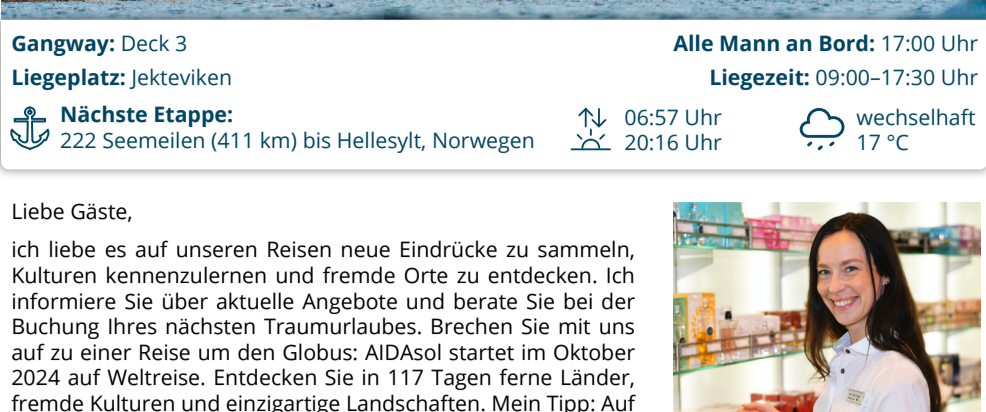 Gangway: Deck 3
Alle Mann an Bord: 17:00 Uhr
Liegeplatz: Jekteviken
Liegezeit: 09:00–17:30 Uhr
Nächste Etappe:
222 Seemeilen (411 km) bis Hellesylt, Norwegen
06:57 Uhr
20:16 Uhr
wechselhaft
17 °C
Liebe Gäste,
ich liebe es auf unseren Reisen neue Eindrücke zu sammeln,
Kulturen kennenzulernen und fremde Orte zu entdecken. Ich
informiere Sie über aktuelle Angebote und berate Sie bei der
Buchung Ihres nächsten Traumurlaubes. Brechen Sie mit uns
auf zu einer Reise um den Globus: AIDAsol startet im Oktober
2024 auf Weltreise. Entdecken Sie in 117 Tagen ferne Länder,
fremde Kulturen und einzigartige Landschaften. Mein Tipp: Auf